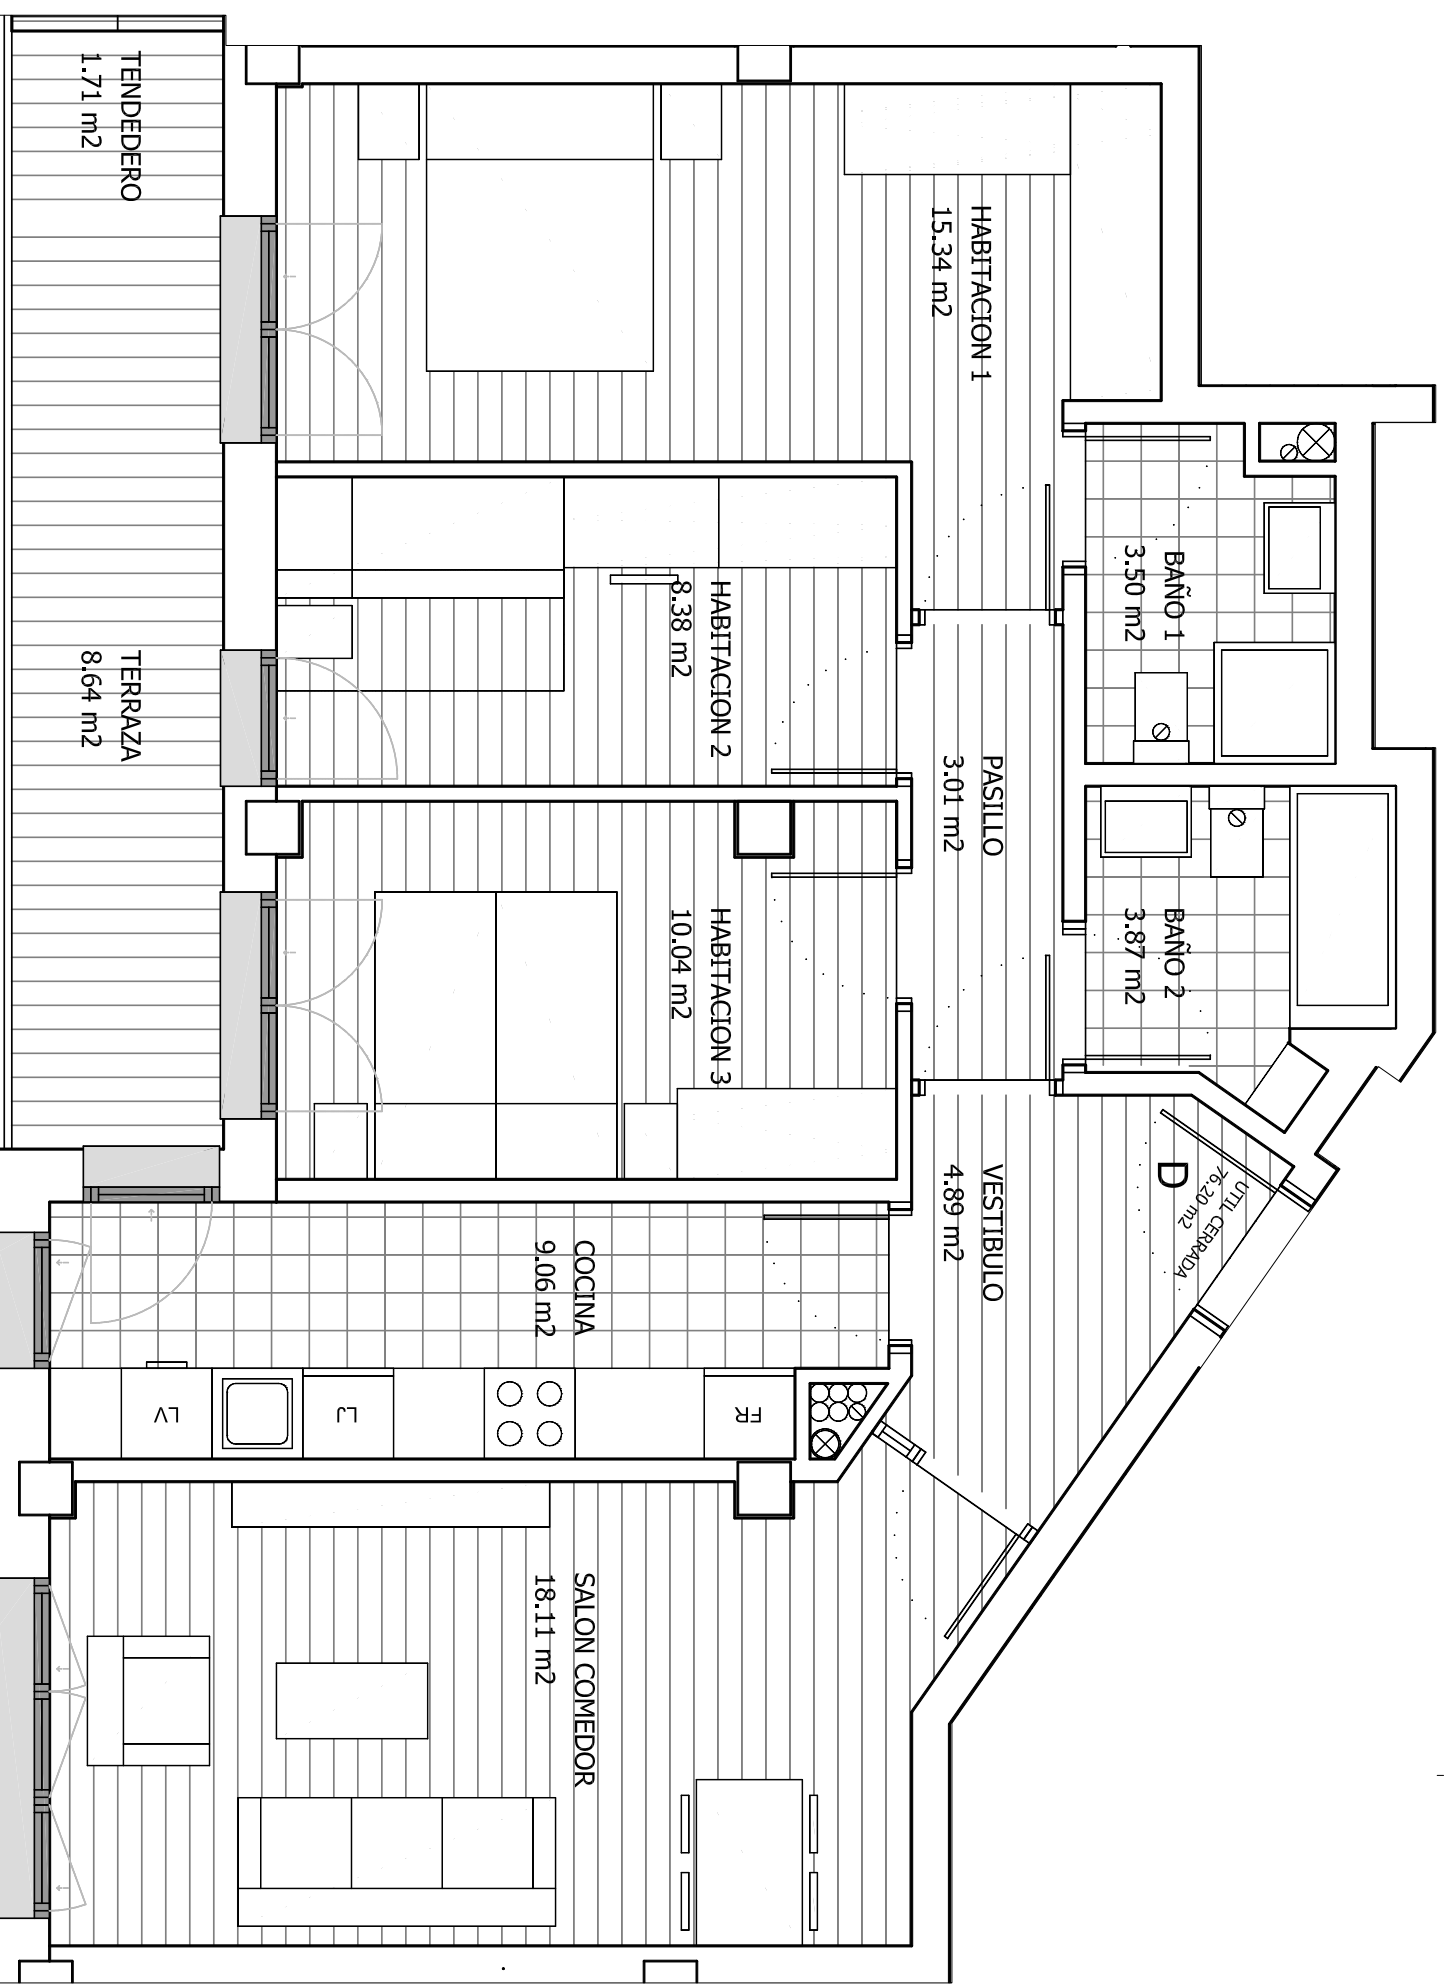 TENDEDERO
1.71 m2
HABITACION 1
15.34 m2
BAÑO 1
3.50 m2
HABITACION 2
8.38 m2
TERRAZA
8.64 m2
PASILLO
3.01 m2
BAÑO 2
3.87 m2
HABITACION 3
10.04 m2
VESTIBULO
4.89 m2
D
UTIL CERRADA
76.20 m2
COCINA
9.06 m2
LV
LJ
FR
SALON COMEDOR
18.11 m2